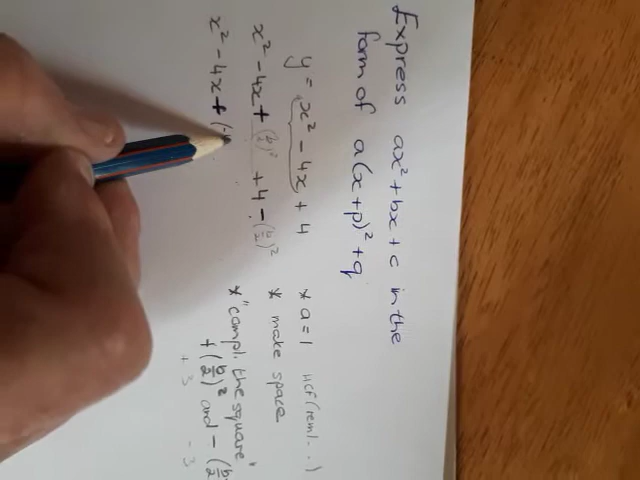 Express ax² + bx + c in the
form of a(x+p)² + q
y = x² - 4x + 4 * a = 1 HCF (
x² - 4x + (b/2)² + 4 - (b/2)² * make space
x² - 4x + ( * "compl. the square"
+ (b/2)² and - (b/2
+ 3 - 3